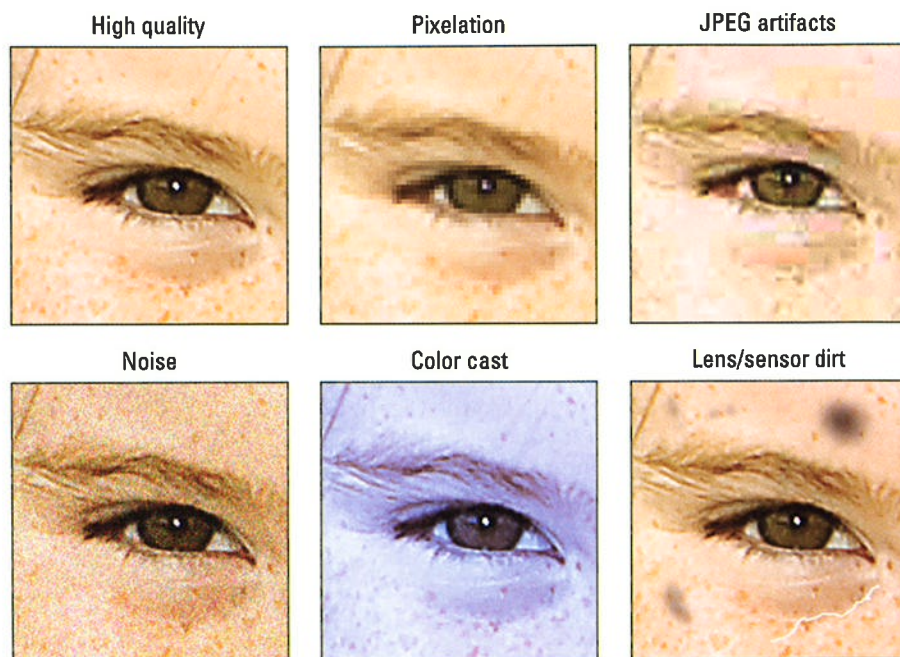 High quality
Pixelation
JPEG artifacts
Noise
Color cast
Lens/sensor dirt